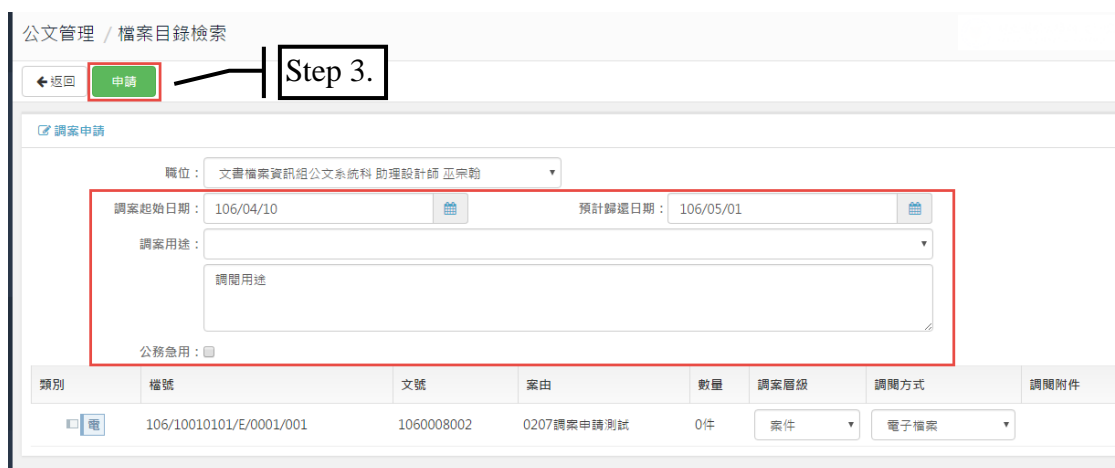 公文管理 / 檔案目錄檢索
返回 申請 Step 3.
調案申請
職位： 文書檔案資訊組公文系統科 助理設計師 巫宗翰
調案起始日期： 106/04/10 預計歸還日期： 106/05/01
調案用途：
調閱用途
公務急用：
類別 檔號 文號 案由 數量 調案層級 調閱方式 調閱附件
電 106/10010101/E/0001/001 1060008002 0207調案申請測試 0件 案件 電子檔案